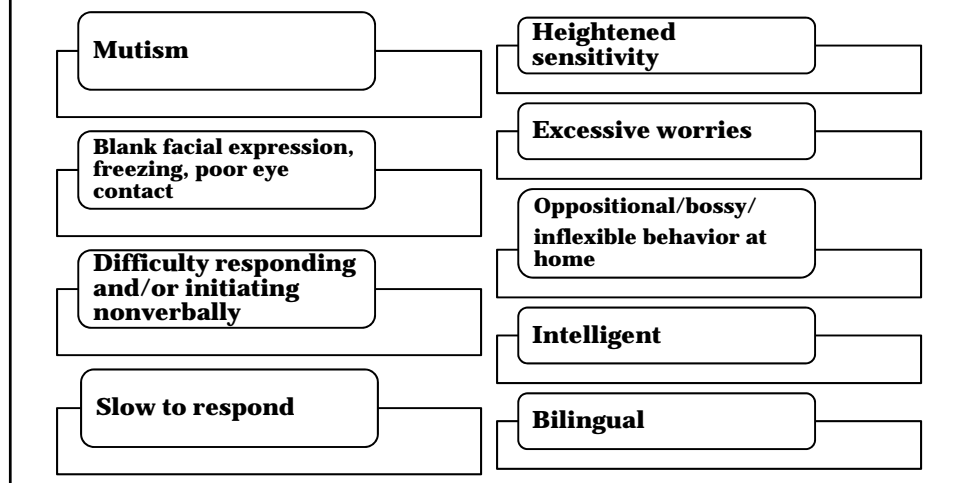 Mutism
Blank facial expression,
freezing, poor eye
contact
Difficulty responding
and/or initiating
nonverbally
Slow to respond
Heightened
sensitivity
Excessive worries
Oppositional/bossy/
inflexible behavior at
home
Intelligent
Bilingual